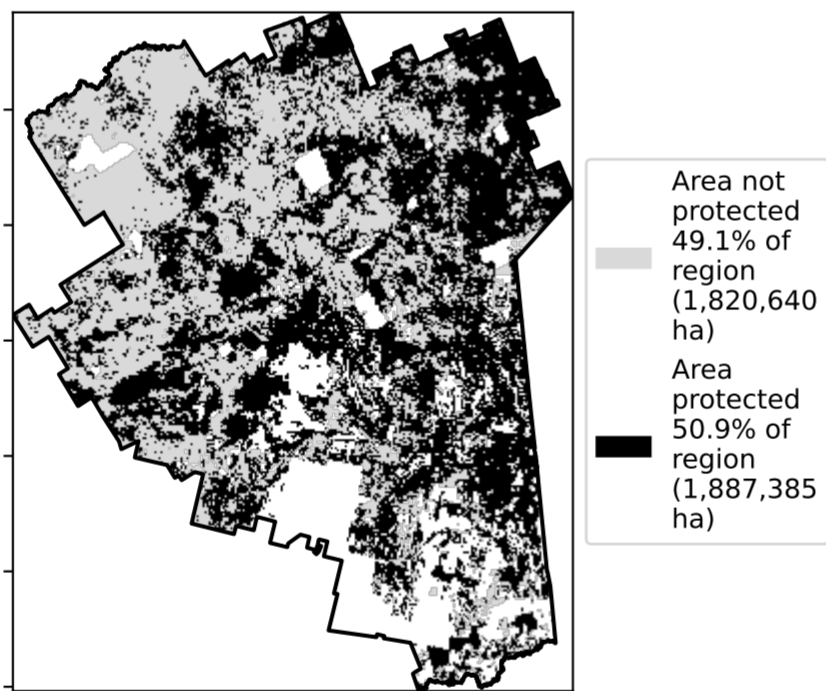 Area not
protected
49.1% of
region
(1,820,640
ha)
Area
protected
50.9% of
region
(1,887,385
ha)